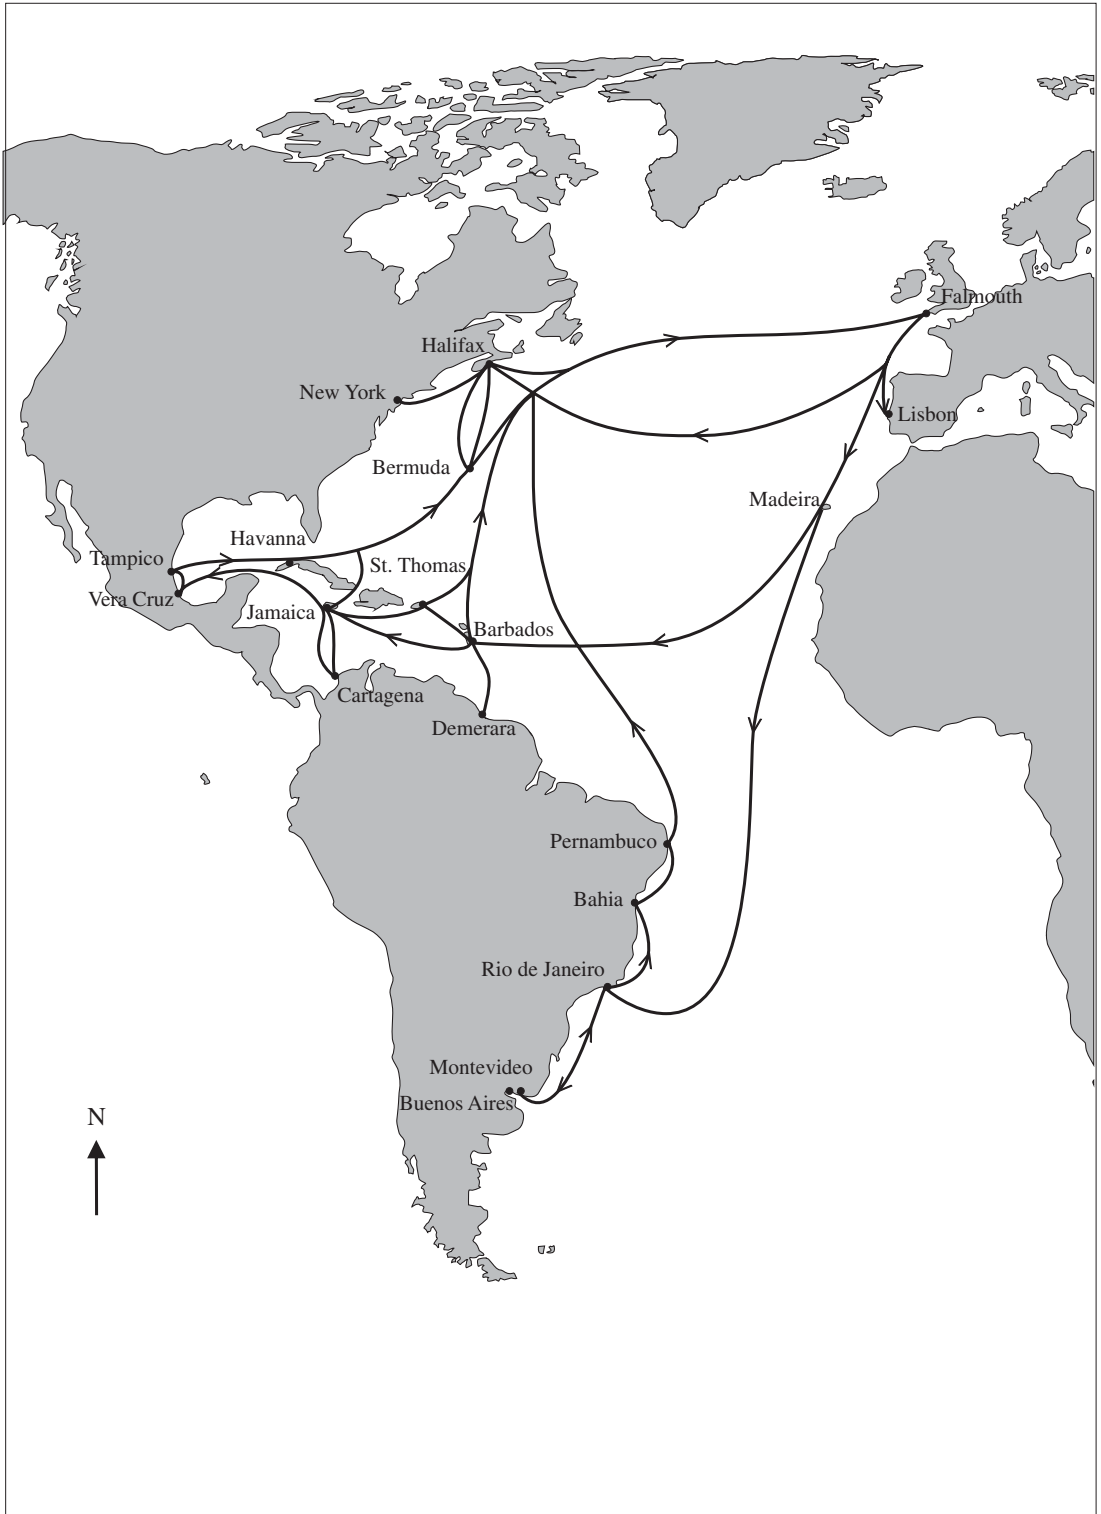 Falmouth
Halifax
New York
Lisbon
Bermuda
Madeira
Havanna
Tampico
St. Thomas
Vera Cruz
Jamaica
Barbados
Cartagena
Demerara
Pernambuco
Bahia
Rio de Janeiro
Montevideo
Buenos Aires
N